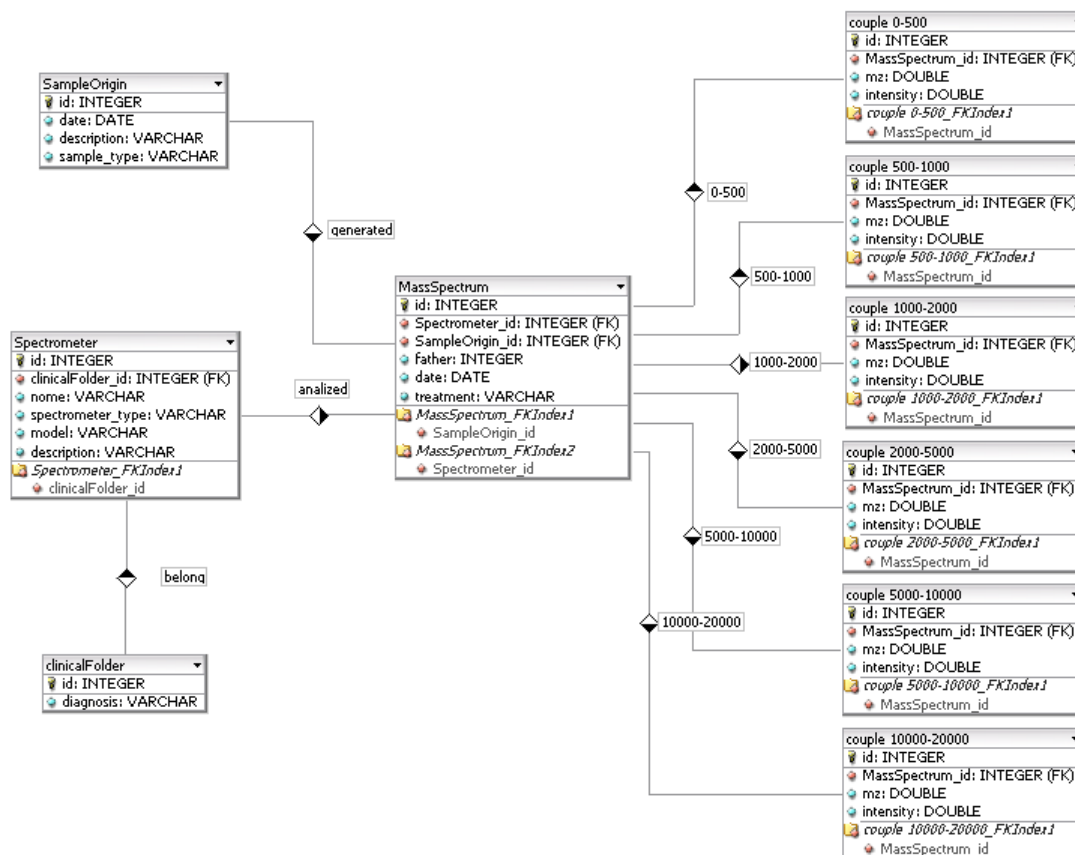 SampleOrigin
id: INTEGER
date: DATE
description: VARCHAR
sample_type: VARCHAR
generated
Spectrometer
id: INTEGER
clinicalFolder_id: INTEGER (FK)
nome: VARCHAR
spectrometer_type: VARCHAR
model: VARCHAR
description: VARCHAR
Spectrometer_FKIndex1
clinicalFolder_id
analized
belong
clinicalFolder
id: INTEGER
diagnosis: VARCHAR
MassSpectrum
id: INTEGER
Spectrometer_id: INTEGER (FK)
SampleOrigin_id: INTEGER (FK)
father: INTEGER
date: DATE
treatment: VARCHAR
MassSpectrum_FKIndex1
SampleOrigin_id
MassSpectrum_FKIndex2
Spectrometer_id
0-500
500-1000
1000-2000
2000-5000
5000-10000
10000-20000
couple 0-500
id: INTEGER
MassSpectrum_id: INTEGER (FK)
mz: DOUBLE
intensity: DOUBLE
couple 0-500_FKIndex1
MassSpectrum_id
couple 500-1000
id: INTEGER
MassSpectrum_id: INTEGER (FK)
mz: DOUBLE
intensity: DOUBLE
couple 500-1000_FKIndex1
MassSpectrum_id
couple 1000-2000
id: INTEGER
MassSpectrum_id: INTEGER (FK)
mz: DOUBLE
intensity: DOUBLE
couple 1000-2000_FKIndex1
MassSpectrum_id
couple 2000-5000
id: INTEGER
MassSpectrum_id: INTEGER (FK)
mz: DOUBLE
intensity: DOUBLE
couple 2000-5000_FKIndex1
MassSpectrum_id
couple 5000-10000
id: INTEGER
MassSpectrum_id: INTEGER (FK)
mz: DOUBLE
intensity: DOUBLE
couple 5000-10000_FKIndex1
MassSpectrum_id
couple 10000-20000
id: INTEGER
MassSpectrum_id: INTEGER (FK)
mz: DOUBLE
intensity: DOUBLE
couple 10000-20000_FKIndex1
MassSpectrum_id